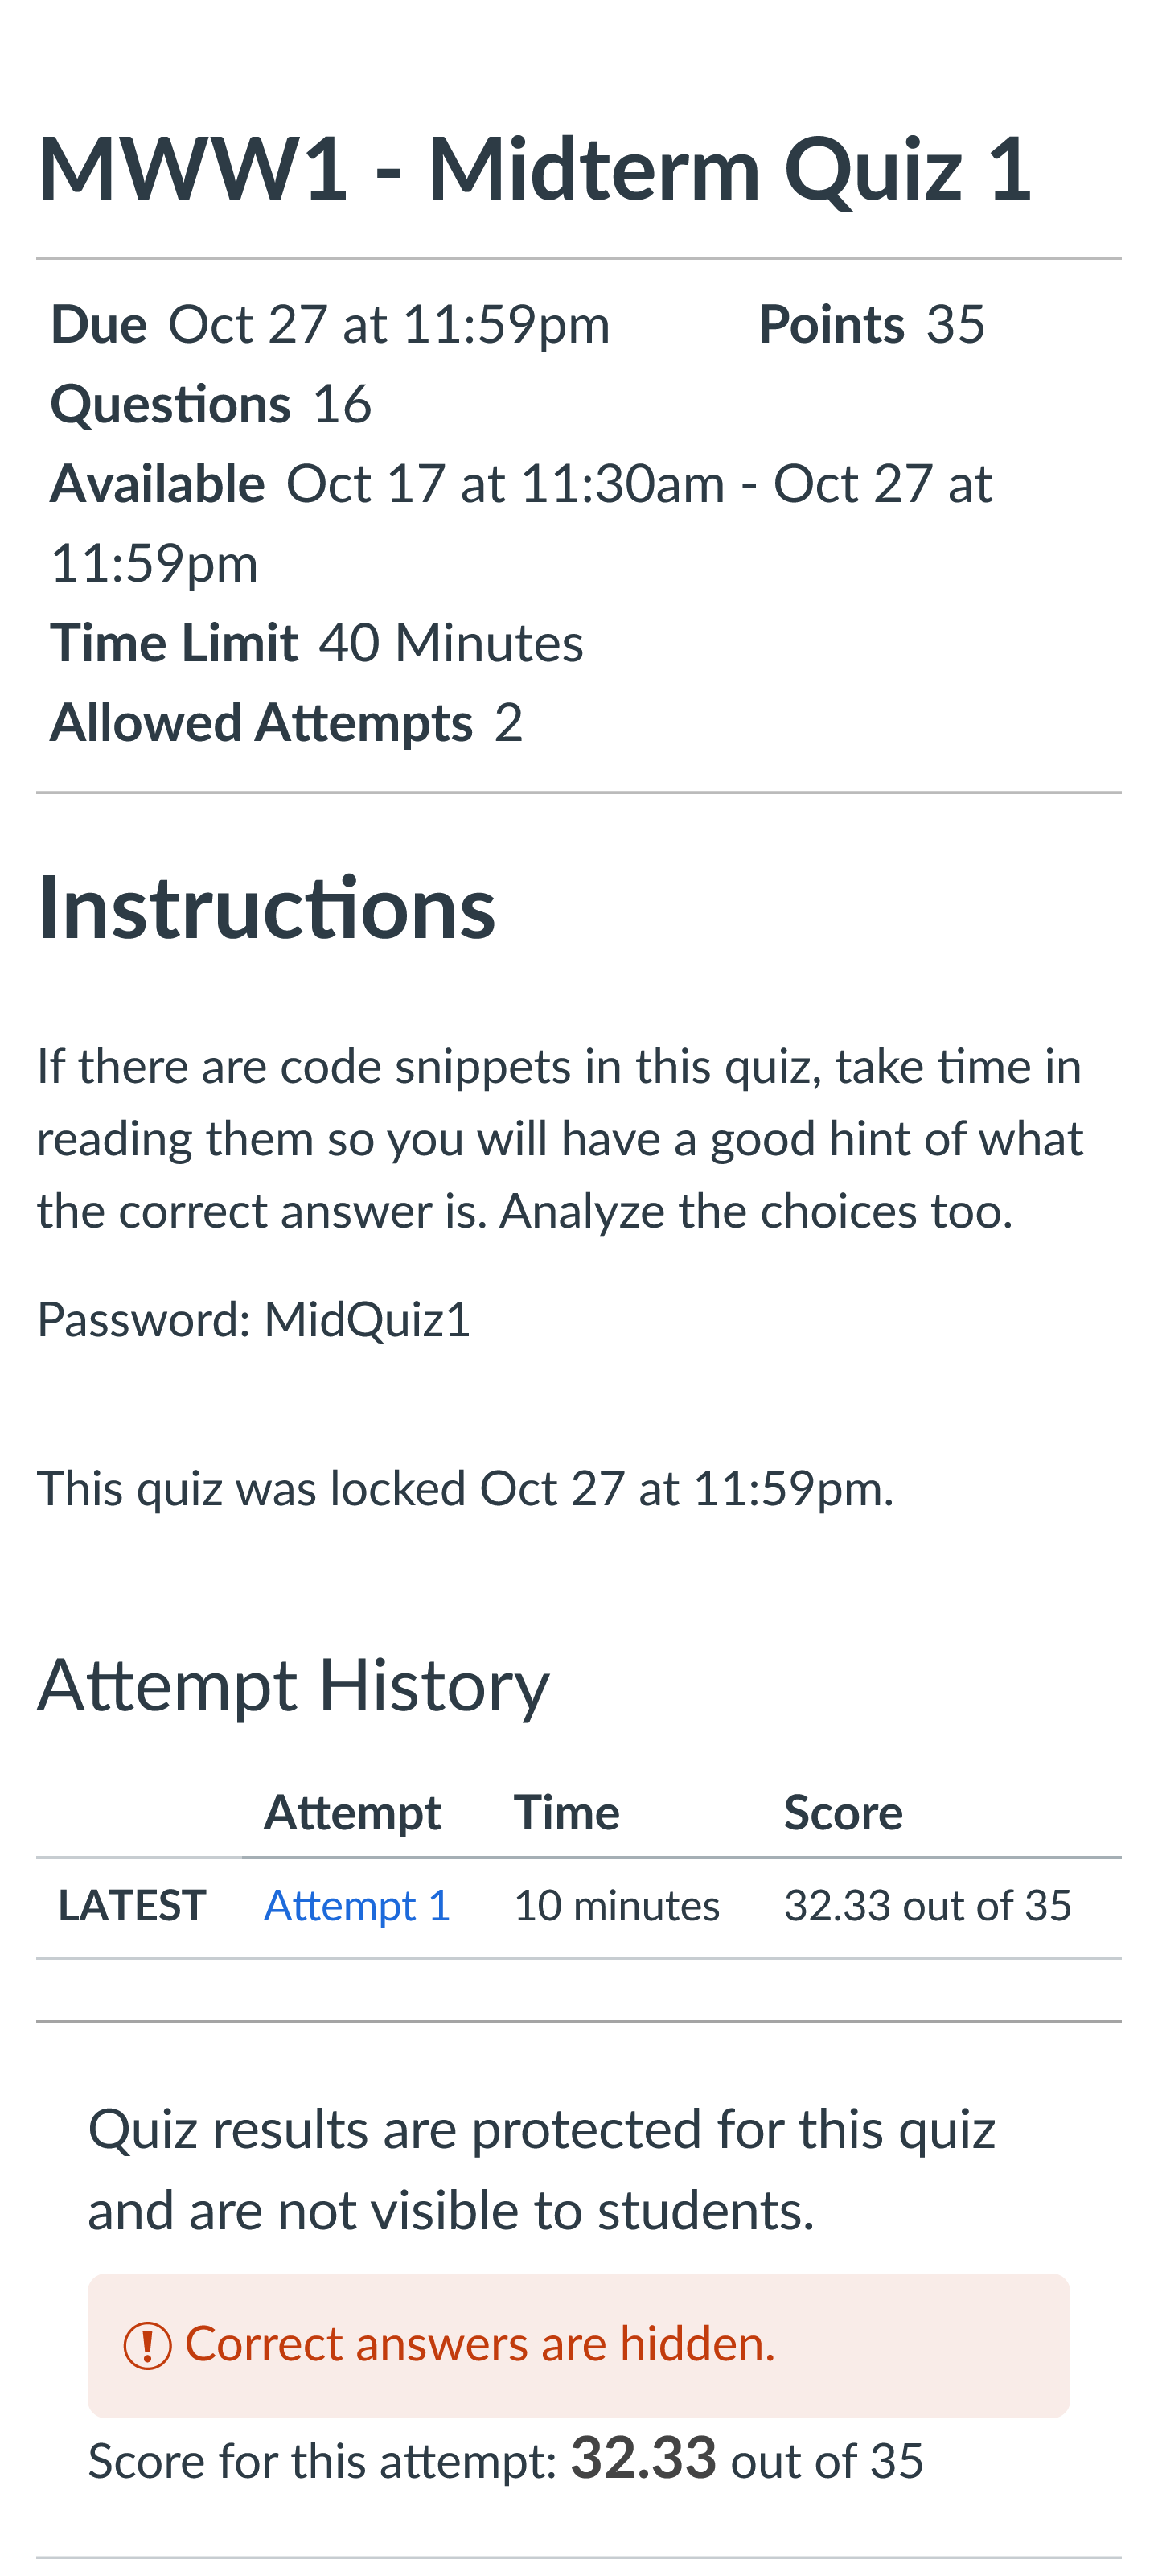 MWW1 - Midterm Quiz 1
Due Oct 27 at 11:59pm Points 35
Questions 16
Available Oct 17 at 11:30am - Oct 27 at
11:59pm
Time Limit 40 Minutes
Allowed Attempts 2
Instructions
If there are code snippets in this quiz, take time in
reading them so you will have a good hint of what
the correct answer is. Analyze the choices too.
Password: MidQuiz1
This quiz was locked Oct 27 at 11:59pm.
Attempt History
Attempt Time Score
LATEST Attempt 1 10 minutes 32.33 out of 35
Quiz results are protected for this quiz
and are not visible to students.
! Correct answers are hidden.
Score for this attempt: 32.33 out of 35